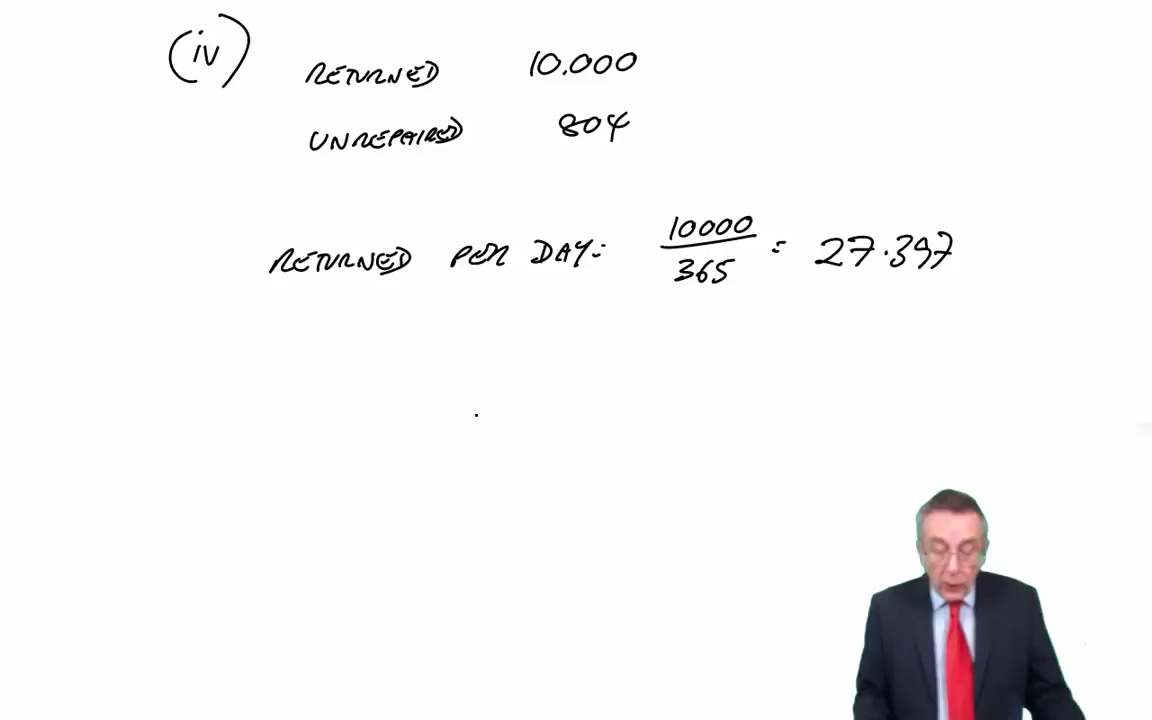 (iv) RETURNED 10.000
UNREPAIRED 804
RETURNED PER DAY: 10000/365 = 27.397